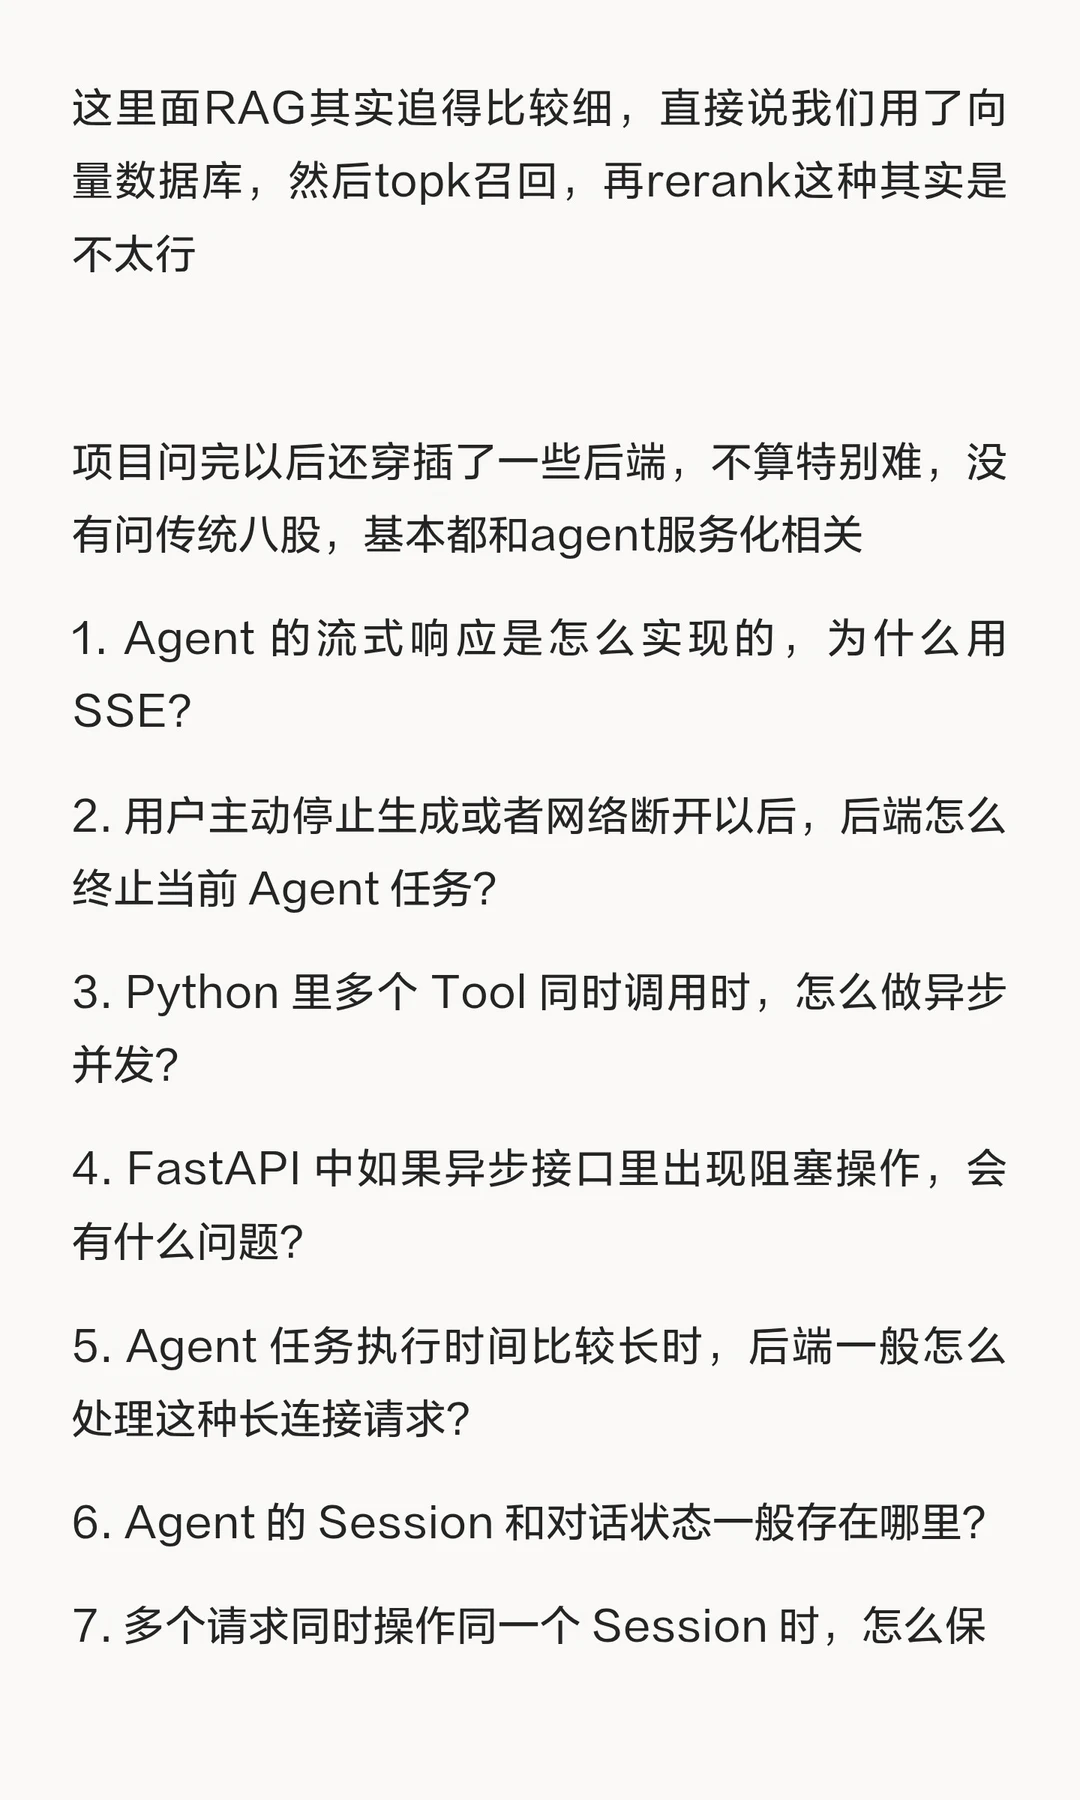 这里面RAG其实追得比较细，直接说我们用了向
量数据库，然后topk召回，再rerank这种其实是
不太行
项目问完以后还穿插了一些后端，不算特别难，没
有问传统八股，基本都和agent服务化相关
1. Agent 的流式响应是怎么实现的，为什么用
SSE?
2. 用户主动停止生成或者网络断开以后，后端怎么
终止当前 Agent 任务?
3. Python 里多个 Tool 同时调用时，怎么做异步
并发?
4. FastAPI 中如果异步接口里出现阻塞操作，会
有什么问题?
5. Agent 任务执行时间比较长时，后端一般怎么
处理这种长连接请求?
6. Agent 的 Session 和对话状态一般存在哪里?
7. 多个请求同时操作同一个 Session 时，怎么保